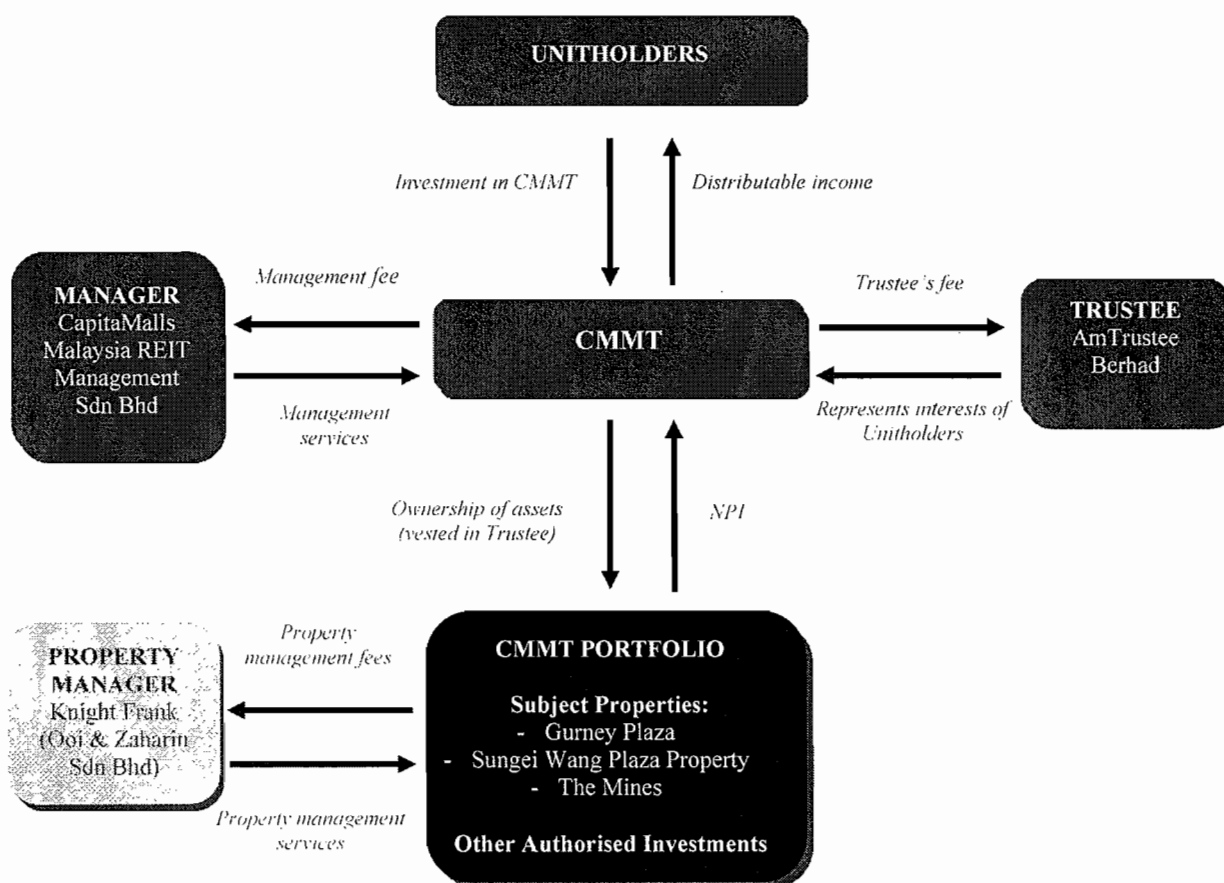 UNITHOLDERS
Investment in CMMT
Distributable income
MANAGER
CapitaMalls
Malaysia REIT
Management
Sdn Bhd
Management fee
Management
services
CMMT
Trustee's fee
Represents interests of
Unitholders
TRUSTEE
AmTrustee
Berhad
Ownership of assets
(vested in Trustee)
NPI
PROPERTY
MANAGER
Knight Frank
(Ooi & Zaharin
Sdn Bhd)
Property
management fees
Property management
services
CMMT PORTFOLIO
Subject Properties:
- Gurney Plaza
- Sungei Wang Plaza Property
- The Mines
Other Authorised Investments